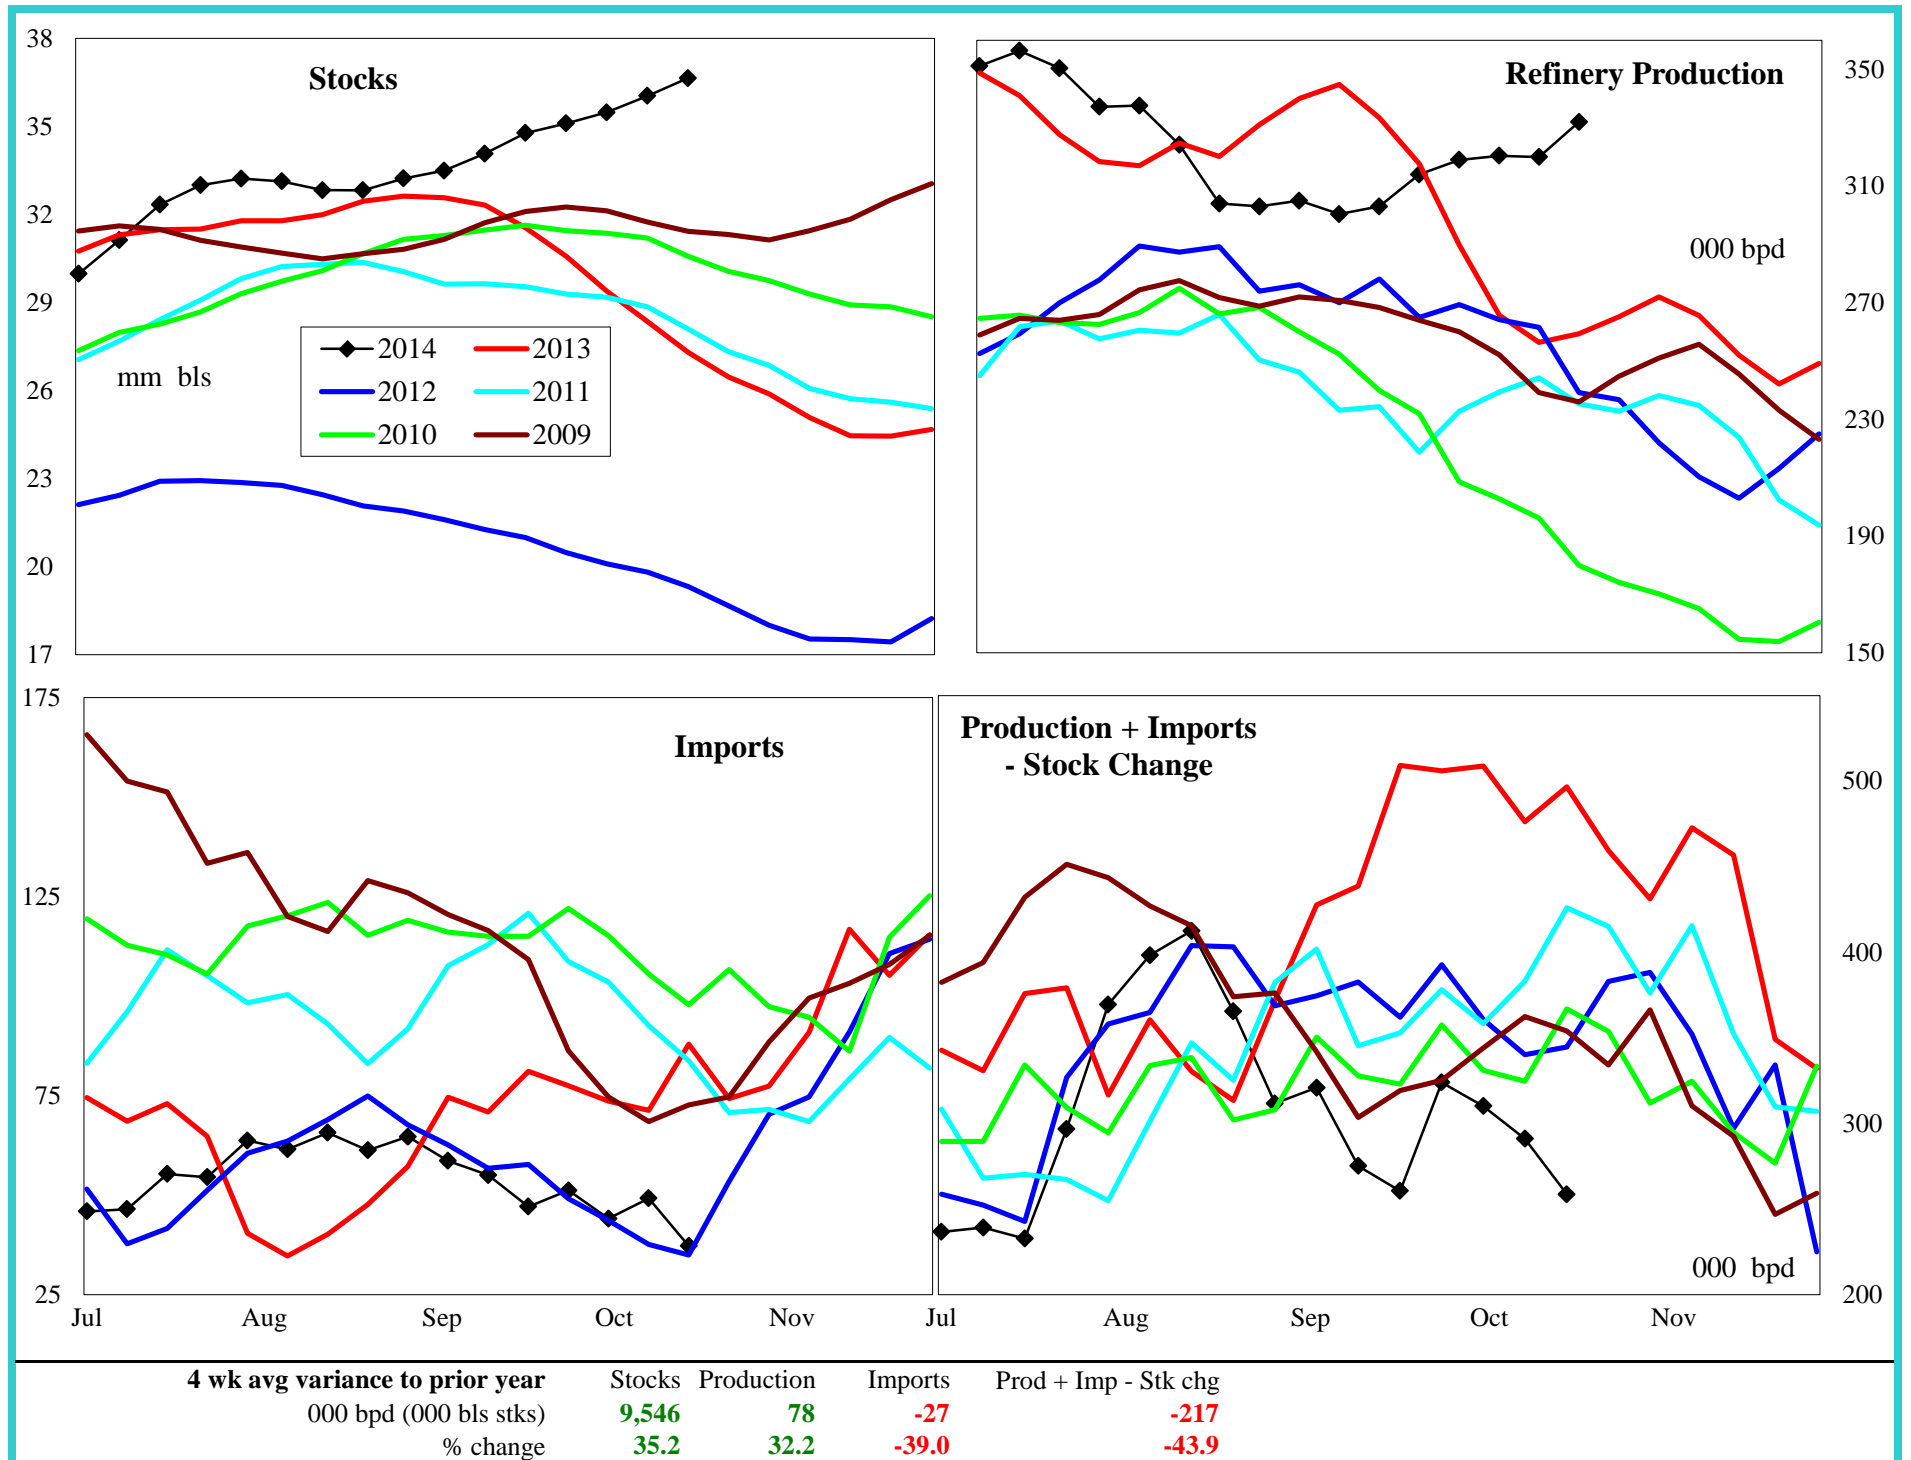 Stocks
38
35
32
29
26
23
20
17
mm bls
2014 2013
2012 2011
2010 2009
Refinery Production
000 bpd
350
310
270
230
190
150
Imports
175
125
75
25
Jul Aug Sep Oct Nov
Production + Imports
- Stock Change
500
400
300
200
000 bpd
Jul Aug Sep Oct Nov
4 wk avg variance to prior year Stocks Production Imports Prod + Imp - Stk chg
000 bpd (000 bls stks) 9,546 78 -27 -217
% change 35.2 32.2 -39.0 -43.9